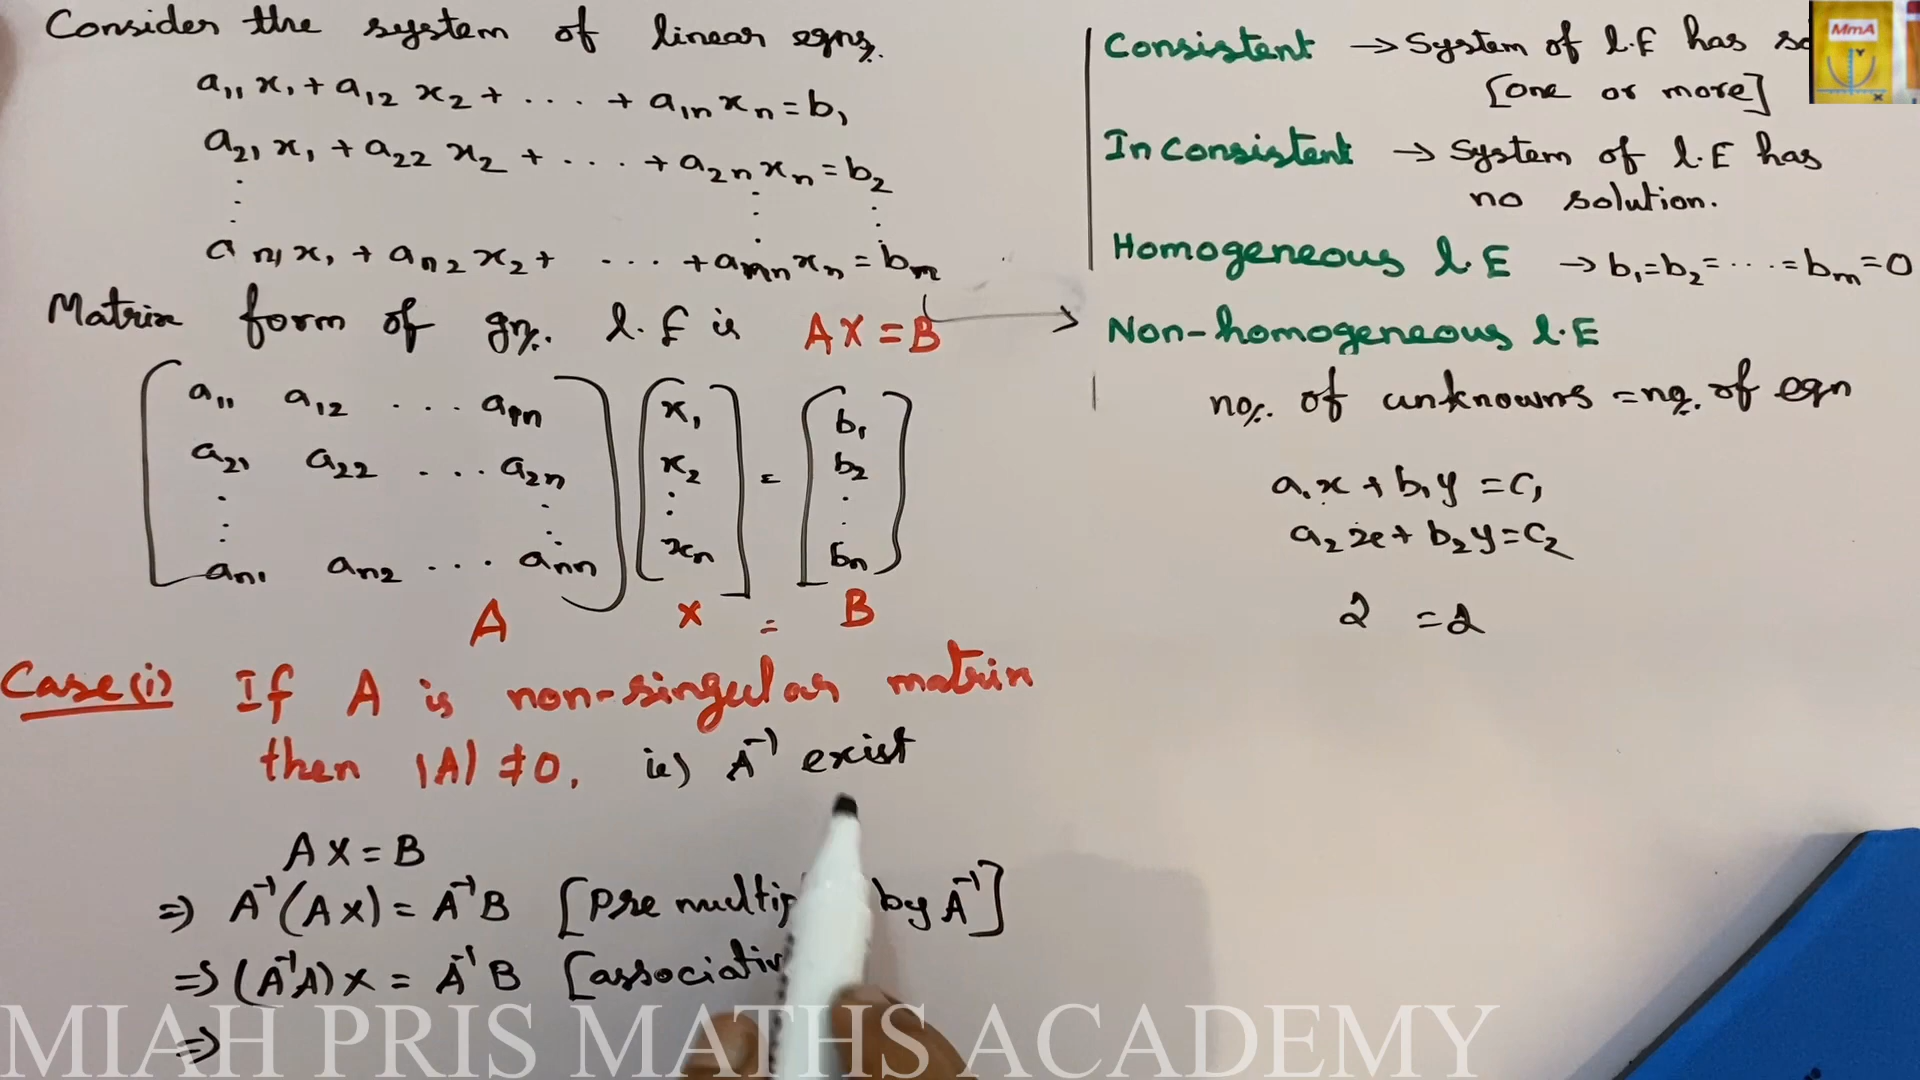 Consider the system of linear eqns.
a₁₁ x₁ + a₁₂ x₂ + . . . . + a₁n xn = b₁
a₂₁ x₁ + a₂₂ x₂ + . . . . + a₂n xn = b₂
an₁ x₁ + an₂ x₂ + . . . + amn xn = bm
Matrix form of gn. l.E is AX = B
a₁₁ a₁₂ . . . a₁n x₁ b₁
a₂₁ a₂₂ . . . a₂n x₂ = b₂
an₁ an₂ . . . ann xn bn
A X = B
Case(i) If A is non-singular matrix
then |A| ≠ 0, ie) A⁻¹ exist
AX = B
⇒ A⁻¹(AX) = A⁻¹B [Pre by A⁻¹]
⇒ (A⁻¹A)X = A⁻¹B
⇒
Consistent → System of l.E has
[one or more]
InConsistent → System of l.E has
no solution.
Homogeneous l.E → b₁=b₂= . . . =bm=0
Non-homogeneous l.E
no. of unknowns = no. of eqn
a₁x + b₁y = c₁
a₂x + b₂y = c₂
2 = 2
MmA
Y
X
MIAH PRIS MATHS ACADEMY